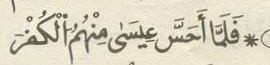 * فَلَمَّا أَحَسَّ عِيسَىٰ مِنْهُمُ ٱلْكُفْرَ